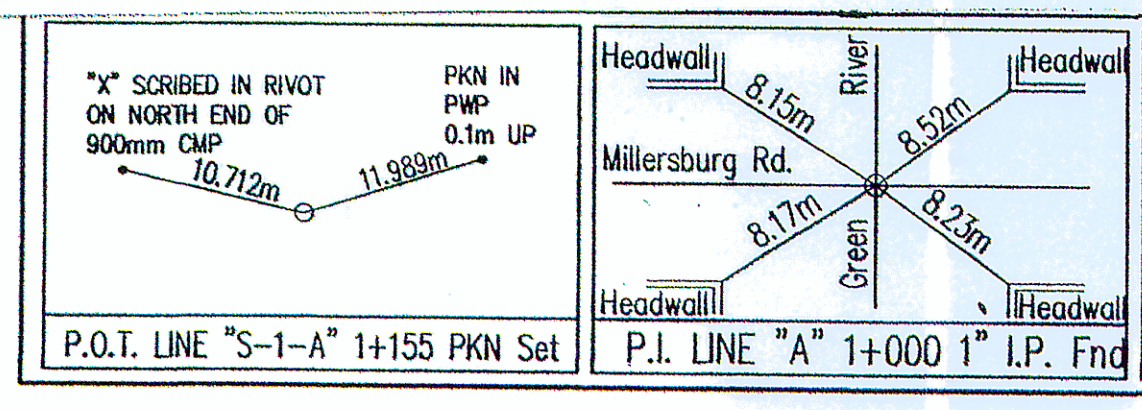 "X" SCRIBED IN RIVOT
ON NORTH END OF
900mm CMP
PKN IN
PWP
0.1m UP
10.712m
11.989m
P.O.T. LINE "S-1-A" 1+155 PKN Set
Headwall
River
Headwall
8.15m
8.52m
Millersburg Rd.
8.17m
8.23m
Green
Headwall
Headwall
P.I. LINE "A" 1+000 1" I.P. Fnd